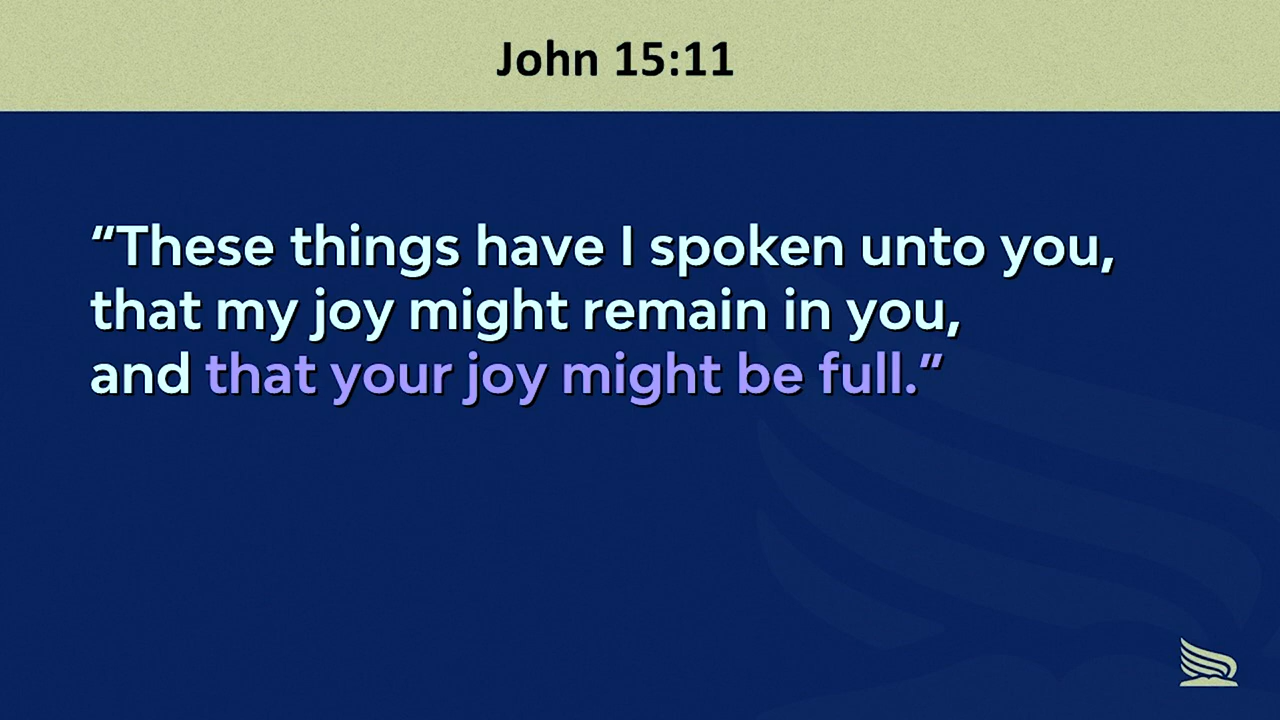 John 15:11
“These things have I spoken unto you,
that my joy might remain in you,
and that your joy might be full.”